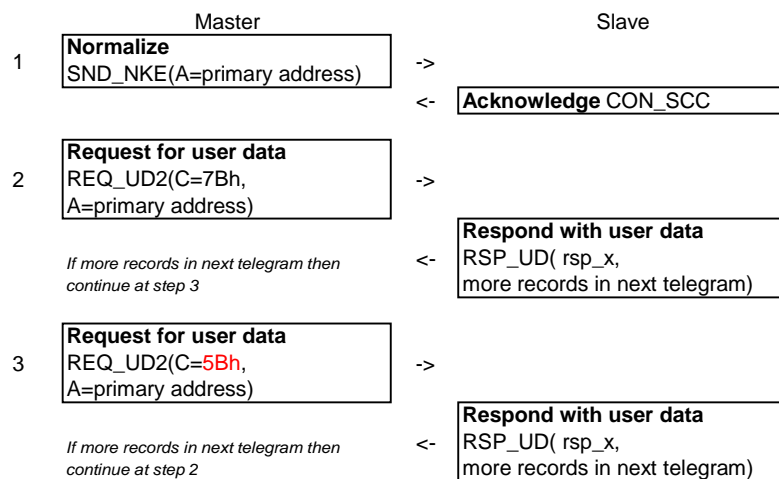 Master Slave
Normalize
1
SND_NKE(A=primary address) ->
<- Acknowledge CON_SCC
Request for user data
2 REQ_UD2(C=7Bh, ->
A=primary address)
Respond with user data
If more records in next telegram then <- RSP_UD( rsp_x,
continue at step 3 more records in next telegram)
Request for user data
3 REQ_UD2(C=5Bh, ->
A=primary address)
Respond with user data
If more records in next telegram then <- RSP_UD( rsp_x,
continue at step 2 more records in next telegram)